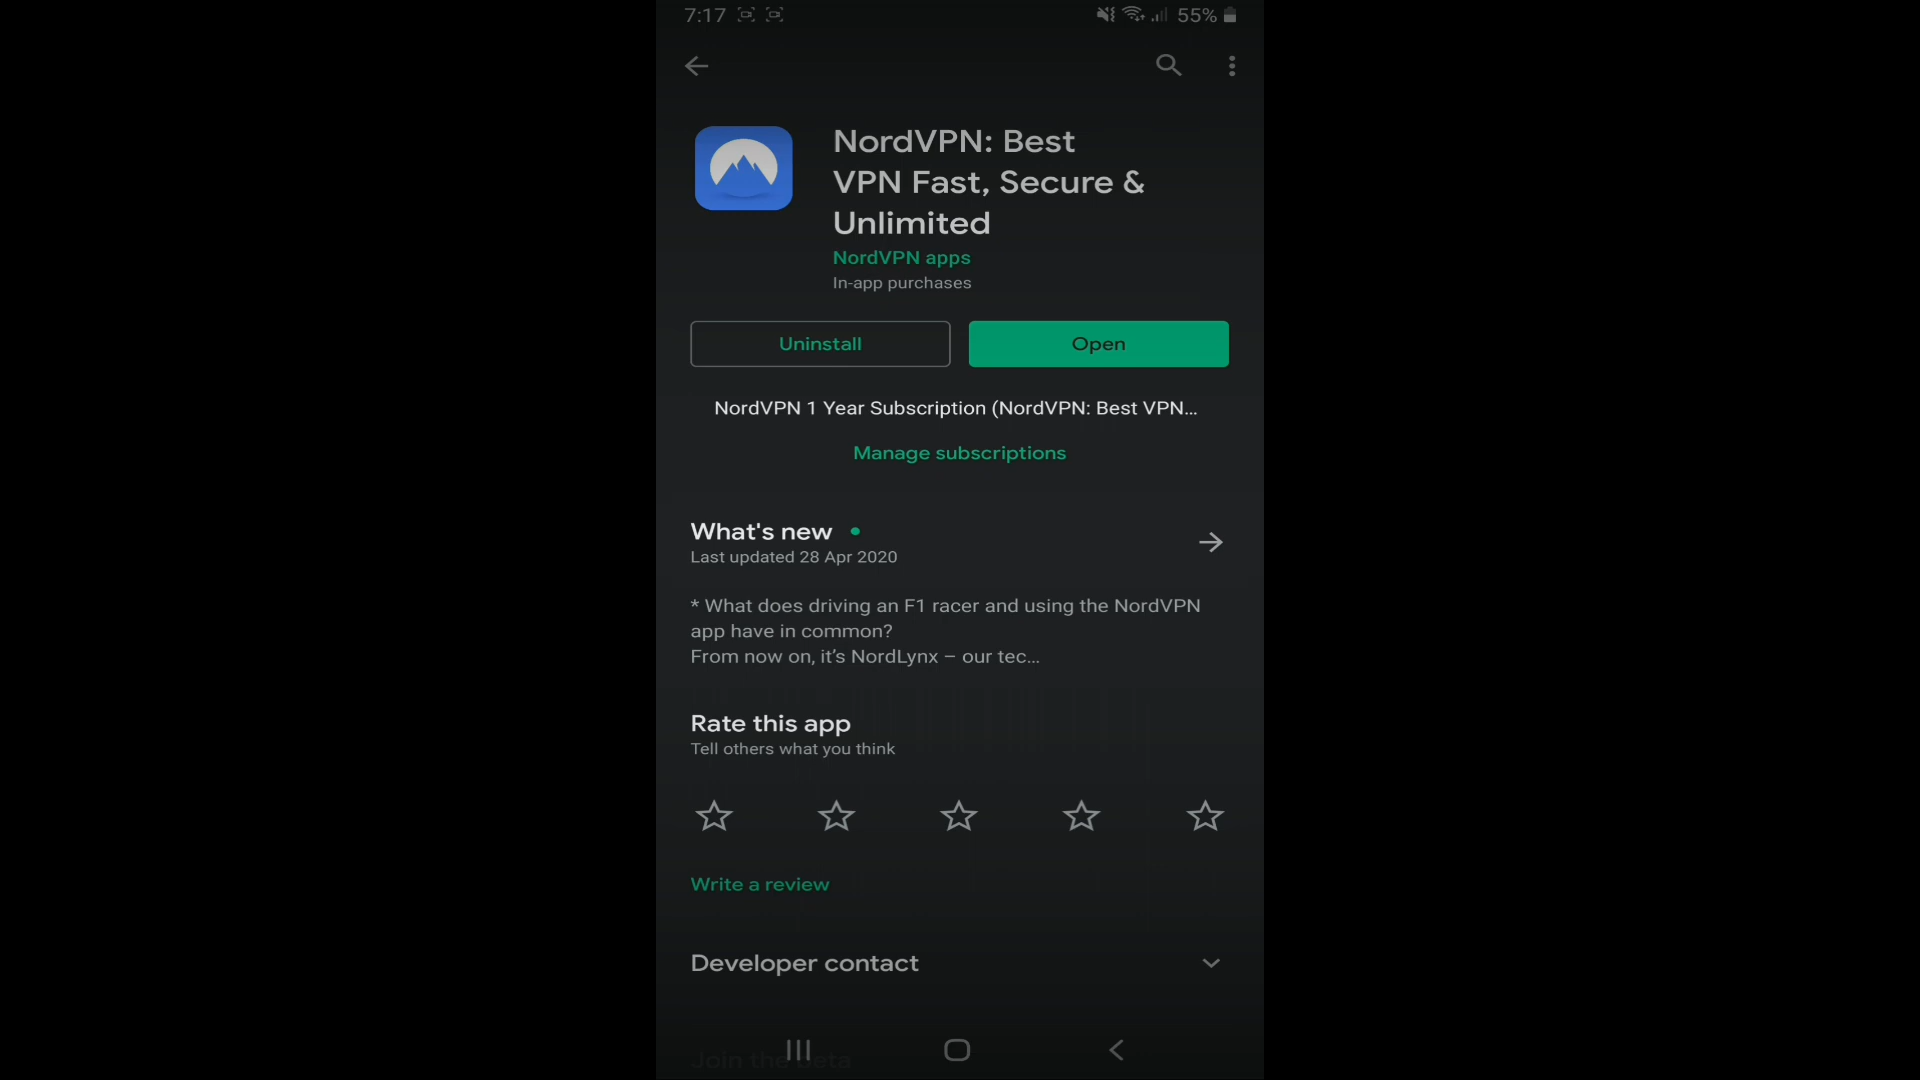 7:17
55%
NordVPN: Best
VPN Fast, Secure &
Unlimited
NordVPN apps
In-app purchases
Uninstall
Open
NordVPN 1 Year Subscription (NordVPN: Best VPN...
Manage subscriptions
What's new
Last updated 28 Apr 2020
* What does driving an F1 racer and using the NordVPN
app have in common?
From now on, it’s NordLynx – our tec...
Rate this app
Tell others what you think
Write a review
Developer contact
Join the beta